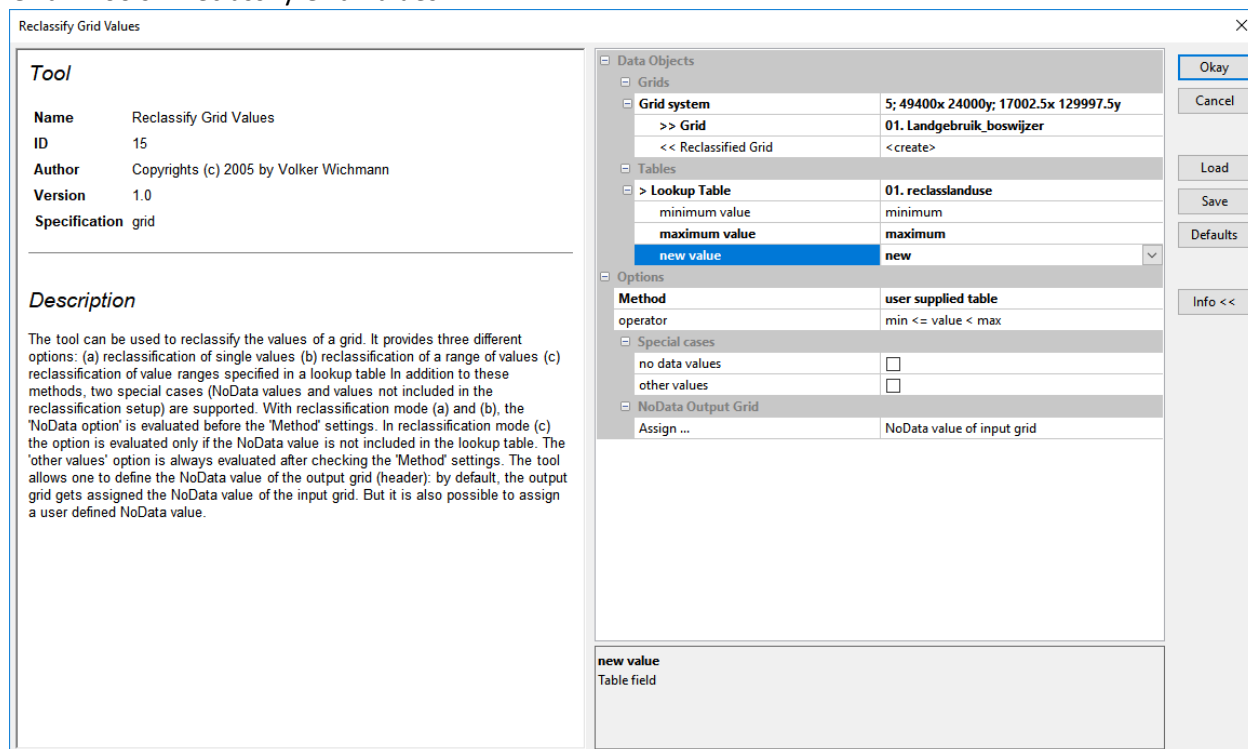 Reclassify Grid Values
Tool
Name Reclassify Grid Values
ID 15
Author Copyrights (c) 2005 by Volker Wichmann
Version 1.0
Specification grid
Description
The tool can be used to reclassify the values of a grid. It provides three different
options: (a) reclassification of single values (b) reclassification of a range of values (c)
reclassification of value ranges specified in a lookup table In addition to these
methods, two special cases (NoData values and values not included in the
reclassification setup) are supported. With reclassification mode (a) and (b), the
'NoData option' is evaluated before the 'Method' settings. In reclassification mode (c)
the option is evaluated only if the NoData value is not included in the lookup table. The
'other values' option is always evaluated after checking the 'Method' settings. The tool
allows one to define the NoData value of the output grid (header): by default, the output
grid gets assigned the NoData value of the input grid. But it is also possible to assign
a user defined NoData value.
Data Objects
Grids
Grid system 5; 49400x 24000y; 17002.5x 129997.5y
>> Grid 01. Landgebruik_boswijzer
<< Reclassified Grid <create>
Tables
> Lookup Table 01. reclasslanduse
minimum value minimum
maximum value maximum
new value new
Options
Method user supplied table
operator min <= value < max
Special cases
no data values
other values
NoData Output Grid
Assign ... NoData value of input grid
new value
Table field
Okay
Cancel
Load
Save
Defaults
Info <<